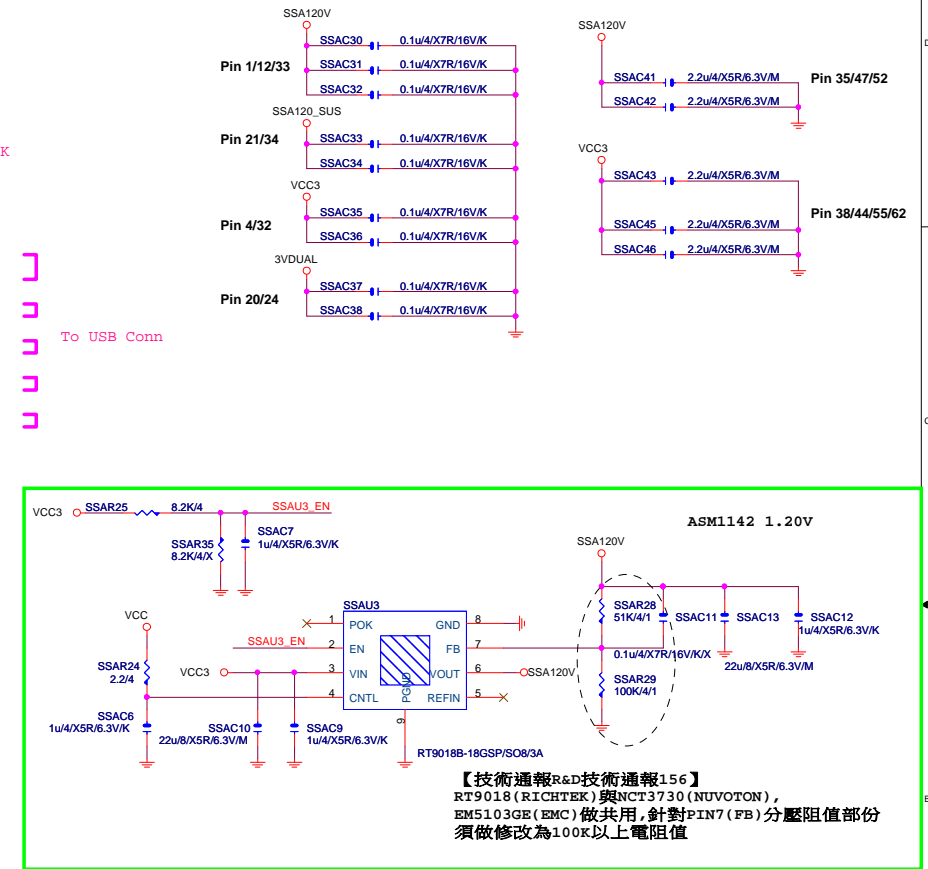 SSA120V
SSAC30 0.1u/4/X7R/16V/K
Pin 1/12/33
SSAC31 0.1u/4/X7R/16V/K
SSAC32 0.1u/4/X7R/16V/K
SSA120_SUS
Pin 21/34
SSAC33 0.1u/4/X7R/16V/K
SSAC34 0.1u/4/X7R/16V/K
VCC3
Pin 4/32
SSAC35 0.1u/4/X7R/16V/K
SSAC36 0.1u/4/X7R/16V/K
3VDUAL
Pin 20/24
SSAC37 0.1u/4/X7R/16V/K
SSAC38 0.1u/4/X7R/16V/K
SSA120V
SSAC41 2.2u/4/X5R/6.3V/M
Pin 35/47/52
SSAC42 2.2u/4/X5R/6.3V/M
VCC3
SSAC43 2.2u/4/X5R/6.3V/M
Pin 38/44/55/62
SSAC45 2.2u/4/X5R/6.3V/M
SSAC46 2.2u/4/X5R/6.3V/M
K
To USB Conn
VCC3
SSAR25
8.2K/4
SSAU3_EN
SSAR35
8.2K/4/X
SSAC7
1u/4/X5R/6.3V/K
ASM1142 1.20V
SSA120V
VCC
SSAR24
2.2/4
SSAU3_EN
VCC3
SSAC6
1u/4/X5R/6.3V/K
SSAC10
22u/8/X5R/6.3V/M
SSAC9
1u/4/X5R/6.3V/K
SSAU3
1 POK GND 8
2 EN FB 7
3 VIN VOUT 6
4 CNTL REFIN 5
PGND
9
SSA120V
RT9018B-18GSP/SO8/3A
SSAR28
51K/4/1
SSAC11
0.1u/4/X7R/16V/K/X
SSAC13
22u/8/X5R/6.3V/M
SSAC12
1u/4/X5R/6.3V/K
SSAR29
100K/4/1
【技術通報R&D技術通報156】
RT9018(RICHTEK)與NCT3730(NUVOTON),
EM5103GE(EMC)做共用,針對PIN7(FB)分壓阻值部份
須做修改為100K以上電阻值